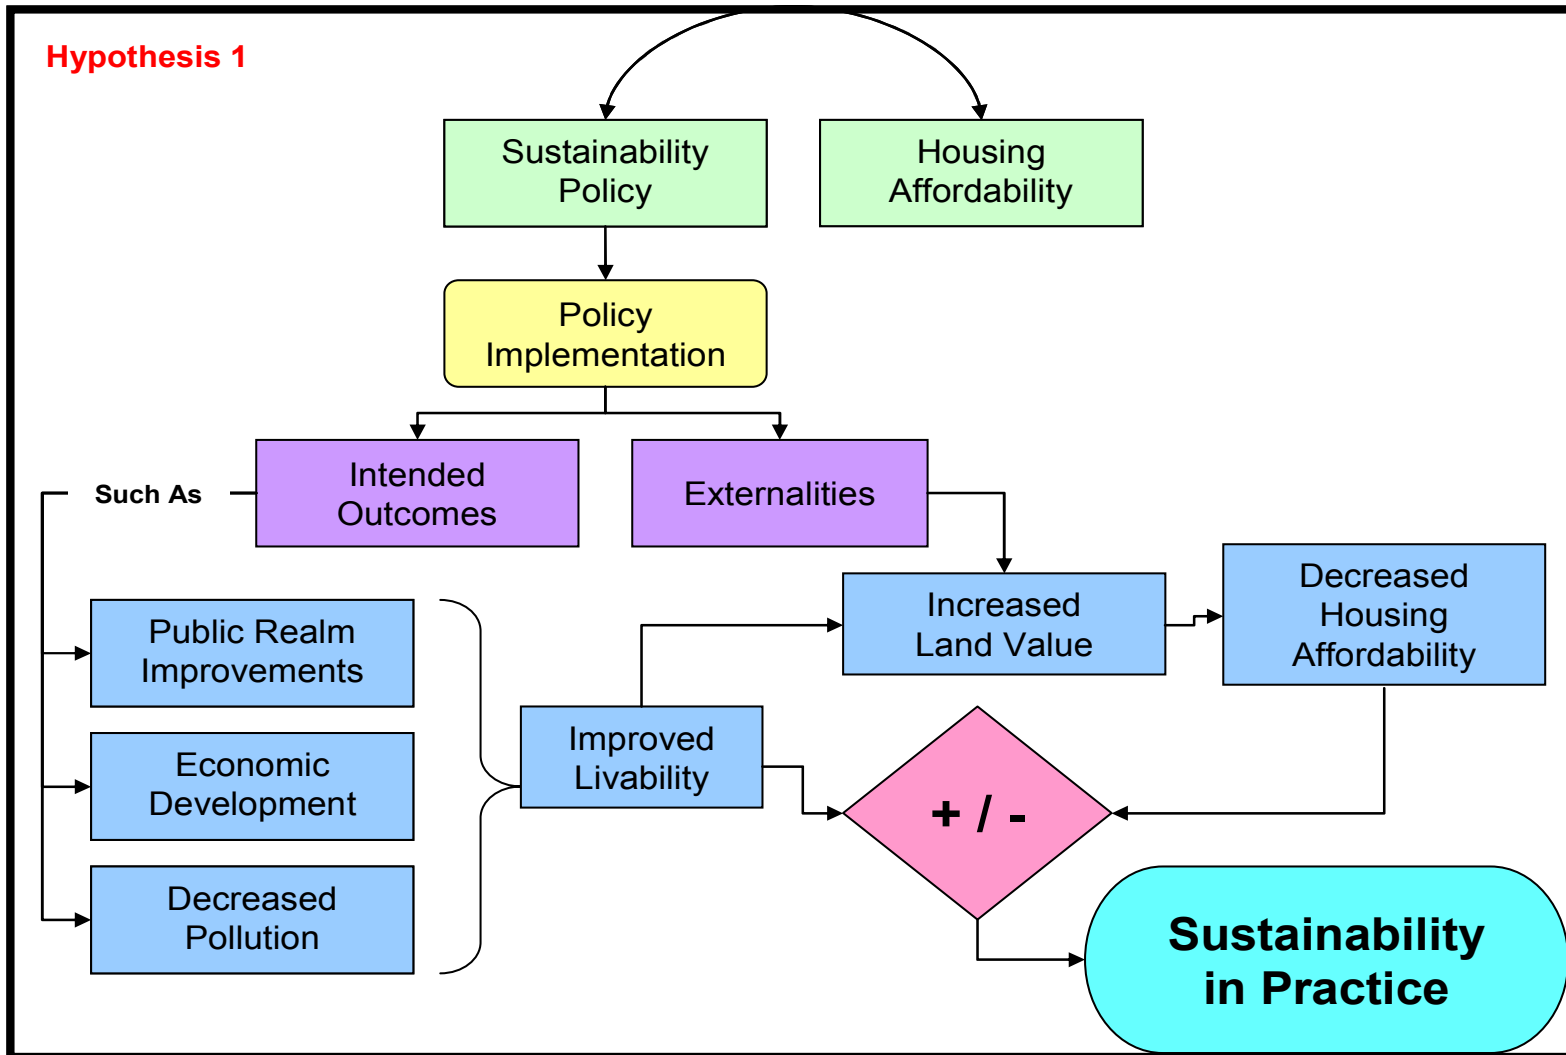 Hypothesis 1
Sustainability
Policy
Housing
Affordability
Policy
Implementation
Intended
Outcomes
Externalities
Such As
Public Realm
Improvements
Economic
Development
Decreased
Pollution
Improved
Livability
Increased
Land Value
Decreased
Housing
Affordability
+ / -
Sustainability
in Practice